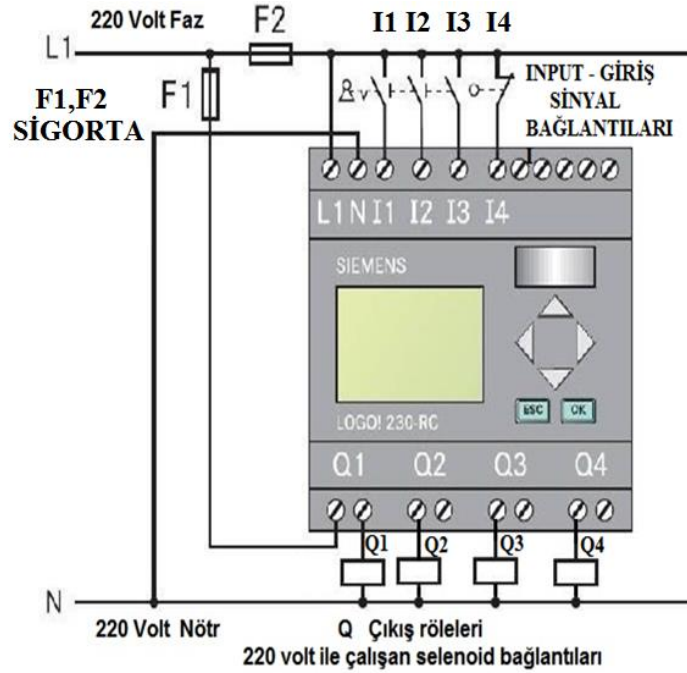 220 Volt Faz
F2
I1 I2 I3 I4
L1
F1
F1,F2
SİGORTA
INPUT - GİRİŞ
SİNYAL
BAĞLANTILARI
L1 N I1 I2 I3 I4
SIEMENS
ESC OK
LOGO! 230-RC
Q1 Q2 Q3 Q4
Q1 Q2 Q3 Q4
N
220 Volt Nötr
Q Çıkış röleleri
220 volt ile çalışan selenoid bağlantıları